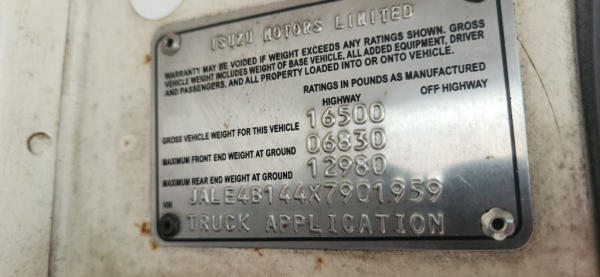 ISUZU MOTORS LIMITED
WARRANTY MAY BE VOIDED IF WEIGHT EXCEEDS ANY RATINGS SHOWN. GROSS
VEHICLE WEIGHT INCLUDES WEIGHT OF BASE VEHICLE, ALL ADDED EQUIPMENT, DRIVER
AND PASSENGERS, AND ALL PROPERTY LOADED INTO OR ONTO VEHICLE.
RATINGS IN POUNDS AS MANUFACTURED
HIGHWAY OFF HIGHWAY
GROSS VEHICLE WEIGHT FOR THIS VEHICLE 16500
MAXIMUM FRONT END WEIGHT AT GROUND 06830
MAXIMUM REAR END WEIGHT AT GROUND 12980
VIN JALE4B144X7901959
TRUCK APPLICATION